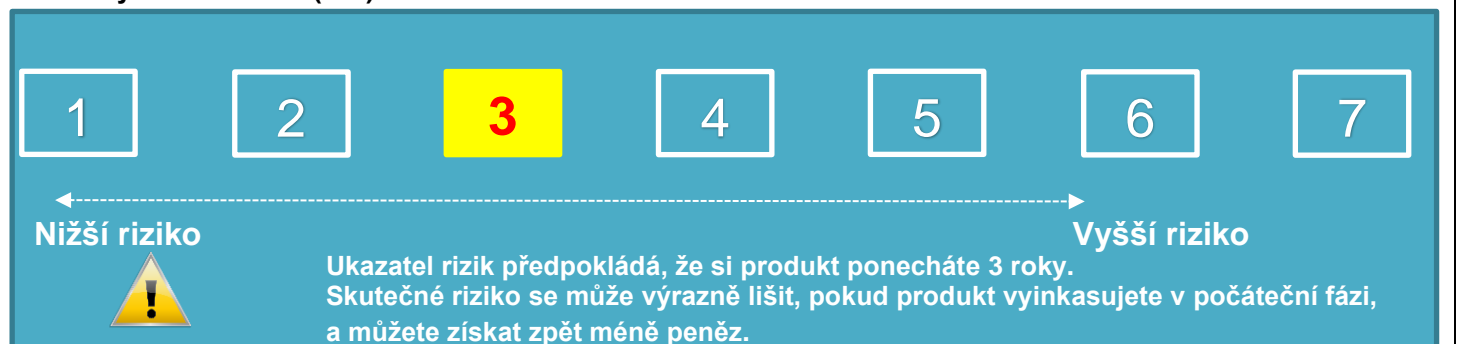 1 2 3 4 5 6 7
Nižší riziko Vyšší riziko
Ukazatel rizik předpokládá, že si produkt ponecháte 3 roky.
Skutečné riziko se může výrazně lišit, pokud produkt vyinkasujete v počáteční fázi,
a můžete získat zpět méně peněz.